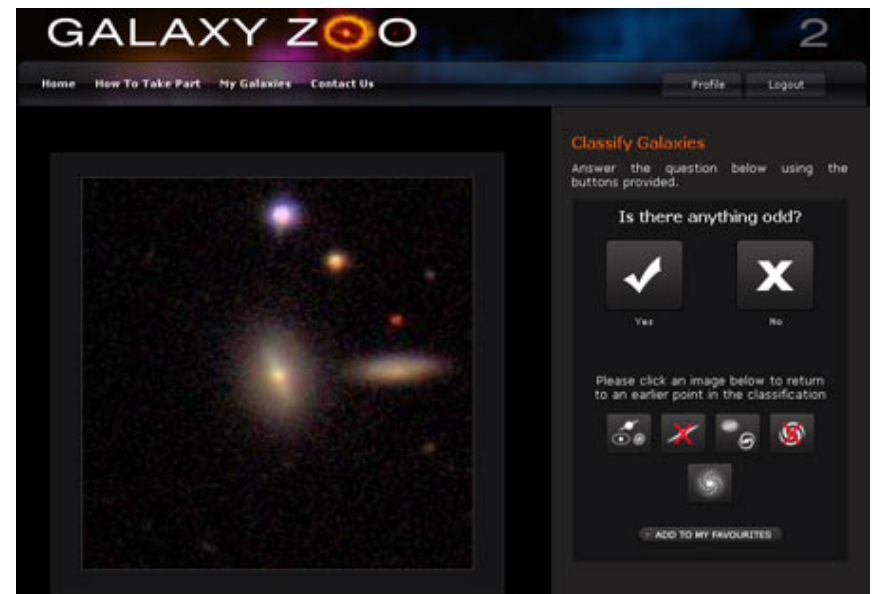 GALAXY ZOO 2
Home How To Take Part My Galaxies Contact Us Profile Logout
Classify Galaxies
Answer the question below using the
buttons provided.
Is there anything odd?
Yes No
Please click an image below to return
to an earlier point in the classification
ADD TO MY FAVOURITES